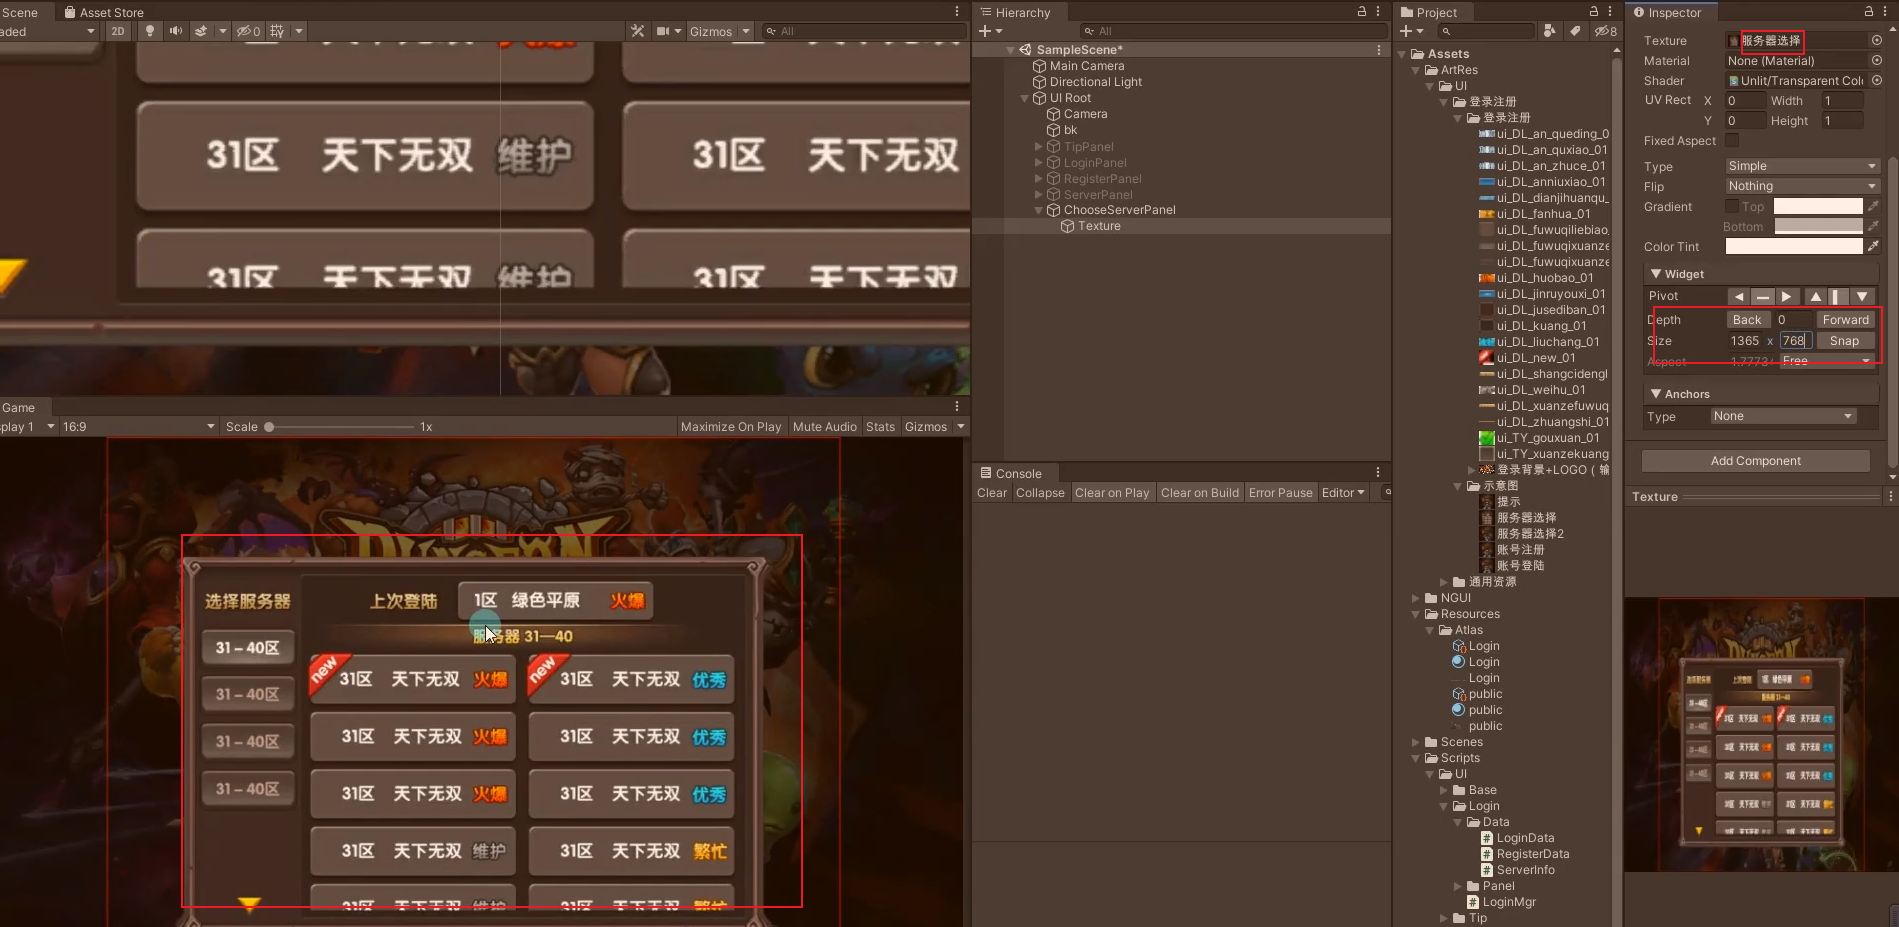 Scene
Asset Store
2D
0
Gizmos
All
31区 天下无双 维护
31区 天下无双
31区 天下无双 维护
31区 天下无双
Game
16:9
Scale
1x
Maximize On Play
Mute Audio
Stats
Gizmos
选择服务器
上次登陆
1区 绿色平原 火爆
31-40区
31-40区
31-40区
31-40区
new
31区 天下无双 火爆
new
31区 天下无双 优秀
31区 天下无双 火爆
31区 天下无双 优秀
31区 天下无双 火爆
31区 天下无双 优秀
31区 天下无双 维护
31区 天下无双 繁忙
Hierarchy
All
SampleScene*
Main Camera
Directional Light
UI Root
Camera
bk
TipPanel
LoginPanel
RegisterPanel
ServerPanel
ChooseServerPanel
Texture
Console
Clear
Collapse
Clear on Play
Clear on Build
Error Pause
Editor
Project
8
Assets
ArtRes
UI
登录注册
登录注册
ui_DL_an_queding_0
ui_DL_an_quxiao_01
ui_DL_an_zhuce_01
ui_DL_anniuxiao_01
ui_DL_dianjihuanqu_
ui_DL_fanhua_01
ui_DL_fuwuqiliebiao
ui_DL_fuwuqixuanze
ui_DL_fuwuqixuanze
ui_DL_huobao_01
ui_DL_jinruyouxi_01
ui_DL_jusediban_01
ui_DL_kuang_01
ui_DL_liuchang_01
ui_DL_new_01
ui_DL_shangcidengl
ui_DL_weihu_01
ui_DL_xuanzefuwuq
ui_DL_zhuangshi_01
ui_TY_gouxuan_01
ui_TY_xuanzekuang
登录背景+LOGO（输
示意图
提示
服务器选择
服务器选择2
账号注册
账号登陆
通用资源
NGUI
Resources
Atlas
Login
Login
Login
public
public
public
Scenes
Scripts
UI
Base
Login
Data
LoginData
RegisterData
ServerInfo
Panel
LoginMgr
Tip
Inspector
Texture 服务器选择
Material None (Material)
Shader Unlit/Transparent Col
UV Rect X 0 Width 1
Y 0 Height 1
Fixed Aspect
Type Simple
Flip Nothing
Gradient Top
Bottom
Color Tint
Widget
Pivot
Depth Back 0 Forward
Size 1365 x 768 Snap
Aspect Free
Anchors
Type None
Add Component
Texture